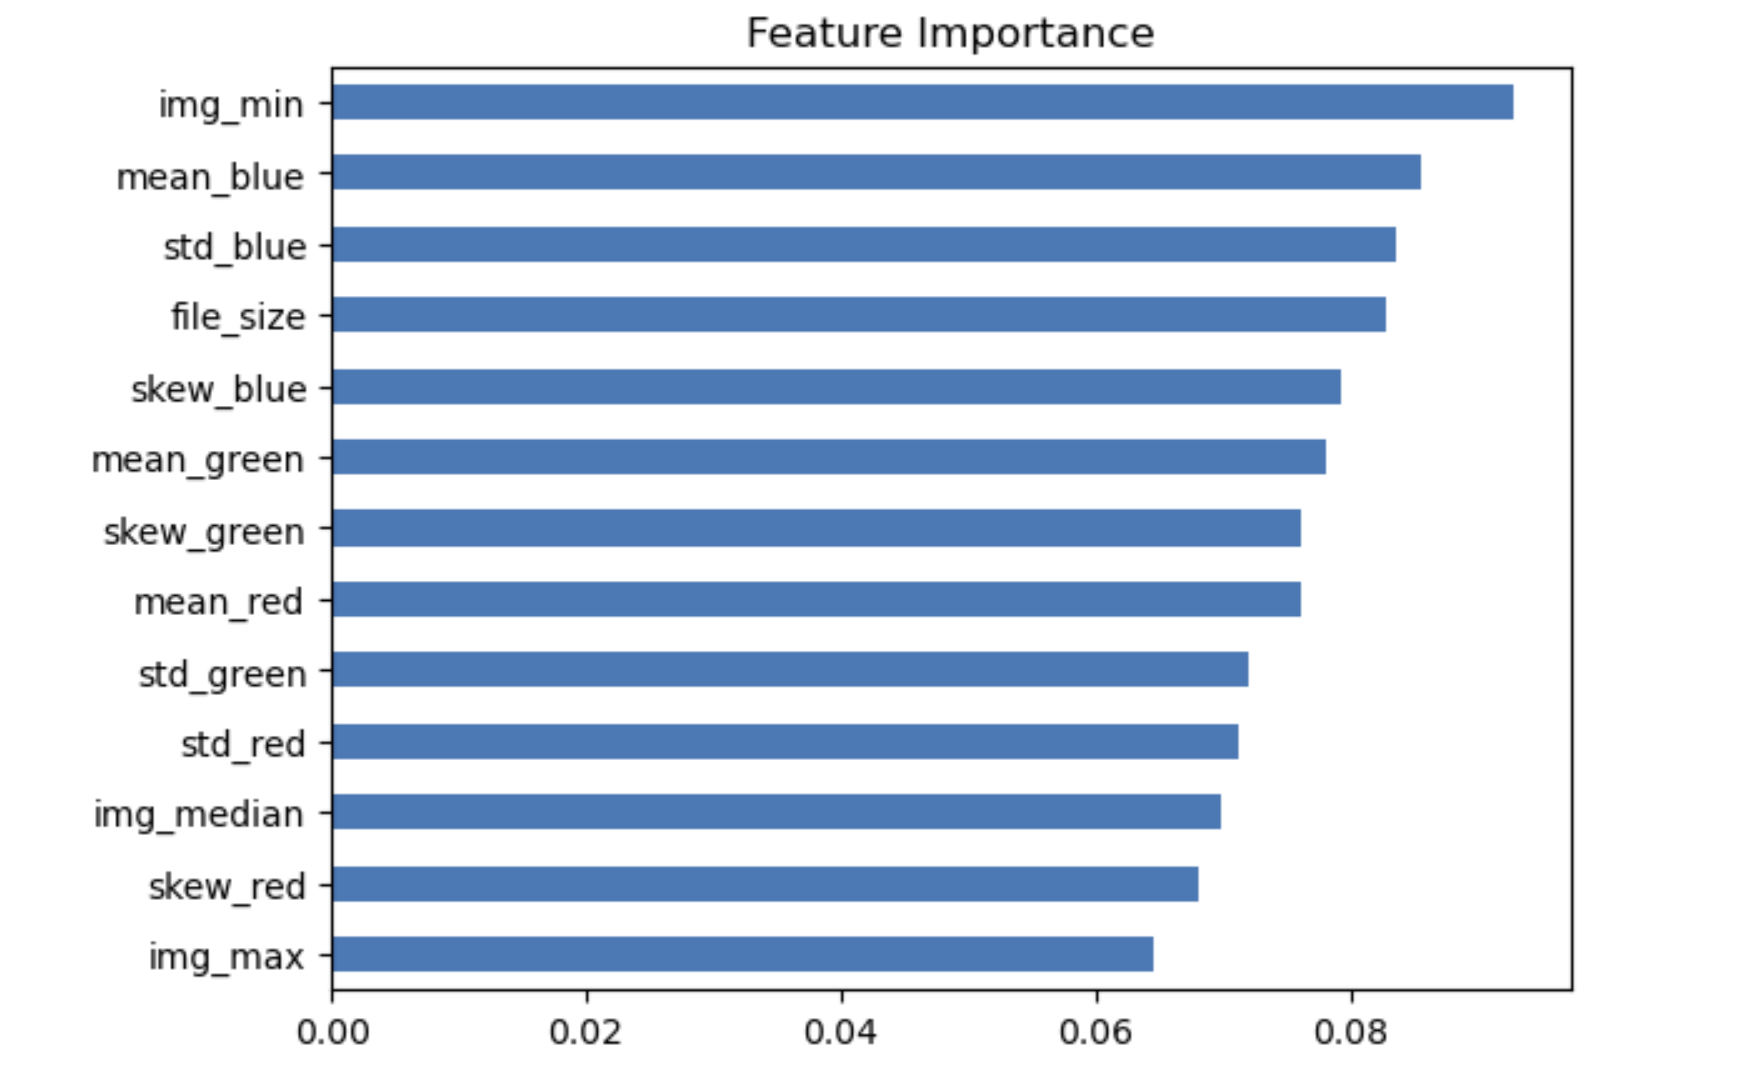 Feature Importance
img_min
mean_blue
std_blue
file_size
skew_blue
mean_green
skew_green
mean_red
std_green
std_red
img_median
skew_red
img_max
0.00 0.02 0.04 0.06 0.08